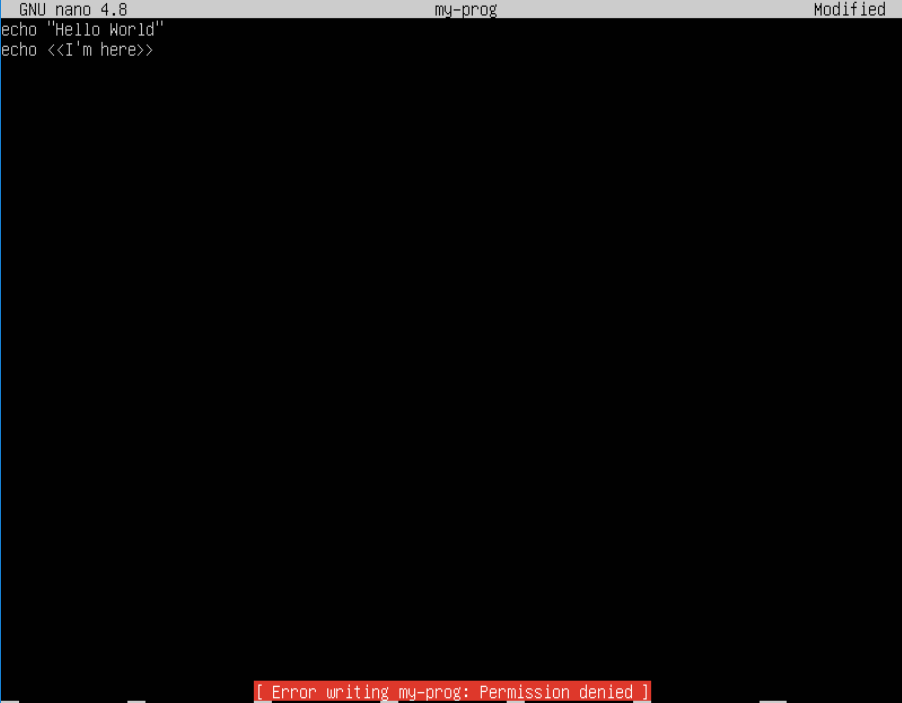 GNU nano 4.8 my-prog Modified
echo "Hello World"
echo <<I'm here>>
[ Error writing my-prog: Permission denied ]